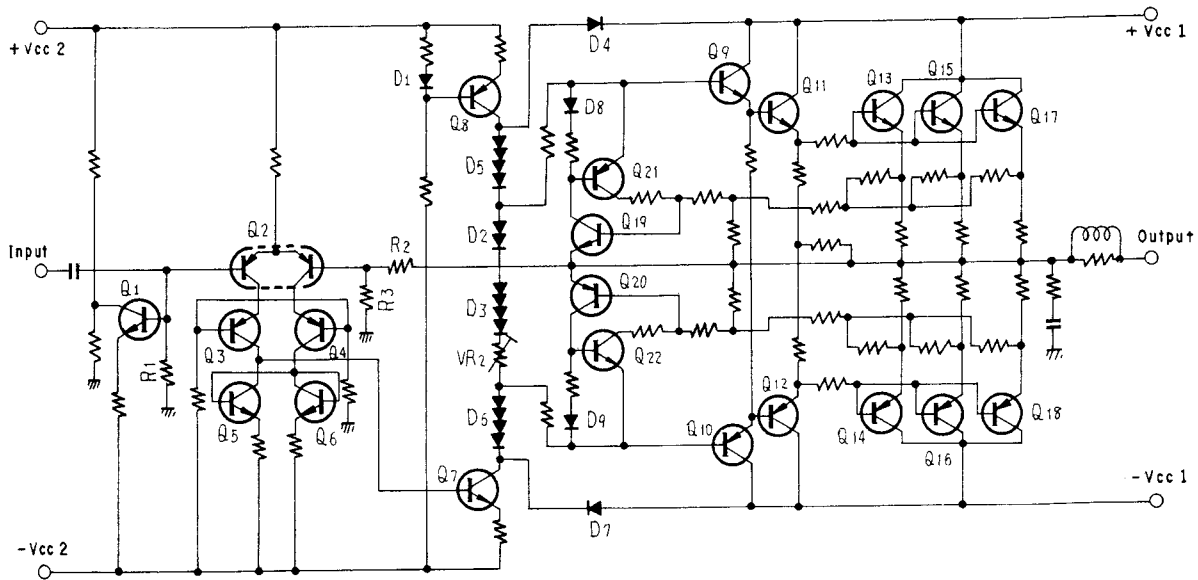 +Vcc 2
+Vcc 1
D4
Q9
Q11
Q13
Q15
Q17
D1
Q8
D8
D5
Q21
Q19
D2
Input
Q2
R2
Output
Q1
R3
D3
Q20
Q3
Q4
VR2
Q22
R1
Q12
Q5
Q6
D6
D9
Q10
Q14
Q16
Q18
Q7
D7
-Vcc 1
-Vcc 2